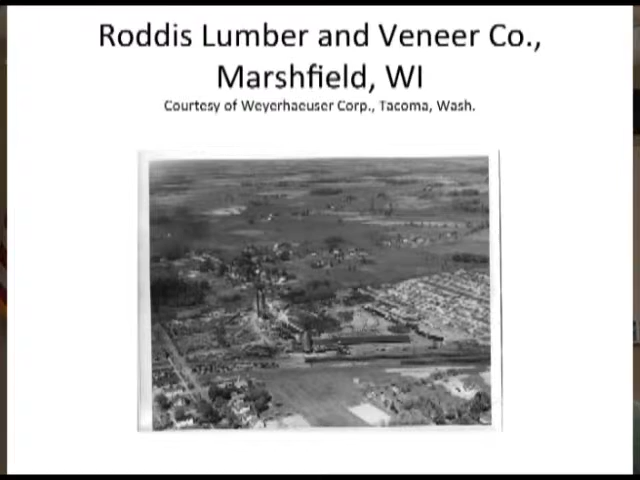 Roddis Lumber and Veneer Co.,
Marshfield, WI
Courtesy of Weyerhaeuser Corp., Tacoma, Wash.